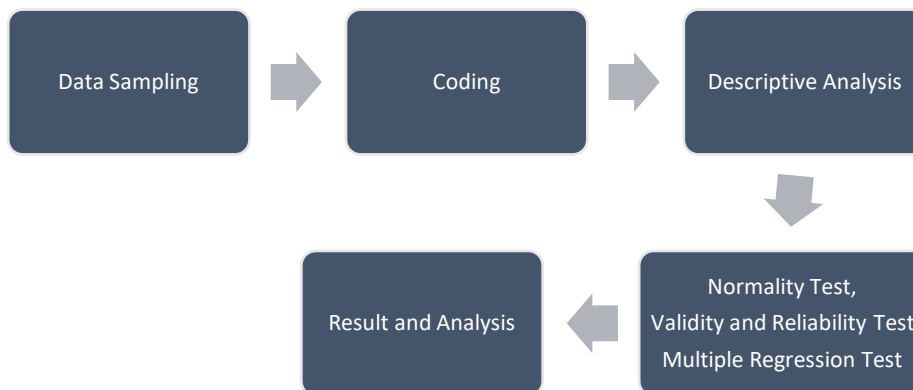 Data Sampling
Coding
Descriptive Analysis
Normality Test,
Validity and Reliability Test
Multiple Regression Test
Result and Analysis